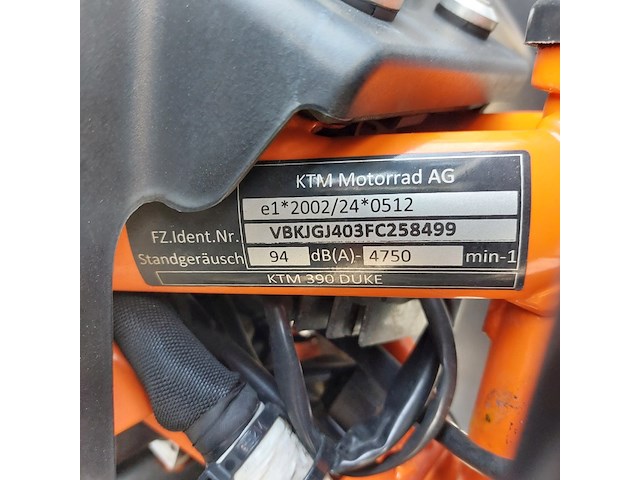 KTM Motorrad AG
e1*2002/24*0512
FZ.Ident.Nr. VBKJGJ403FC258499
Standgeräusch 94 dB(A)- 4750 min-1
KTM 390 DUKE